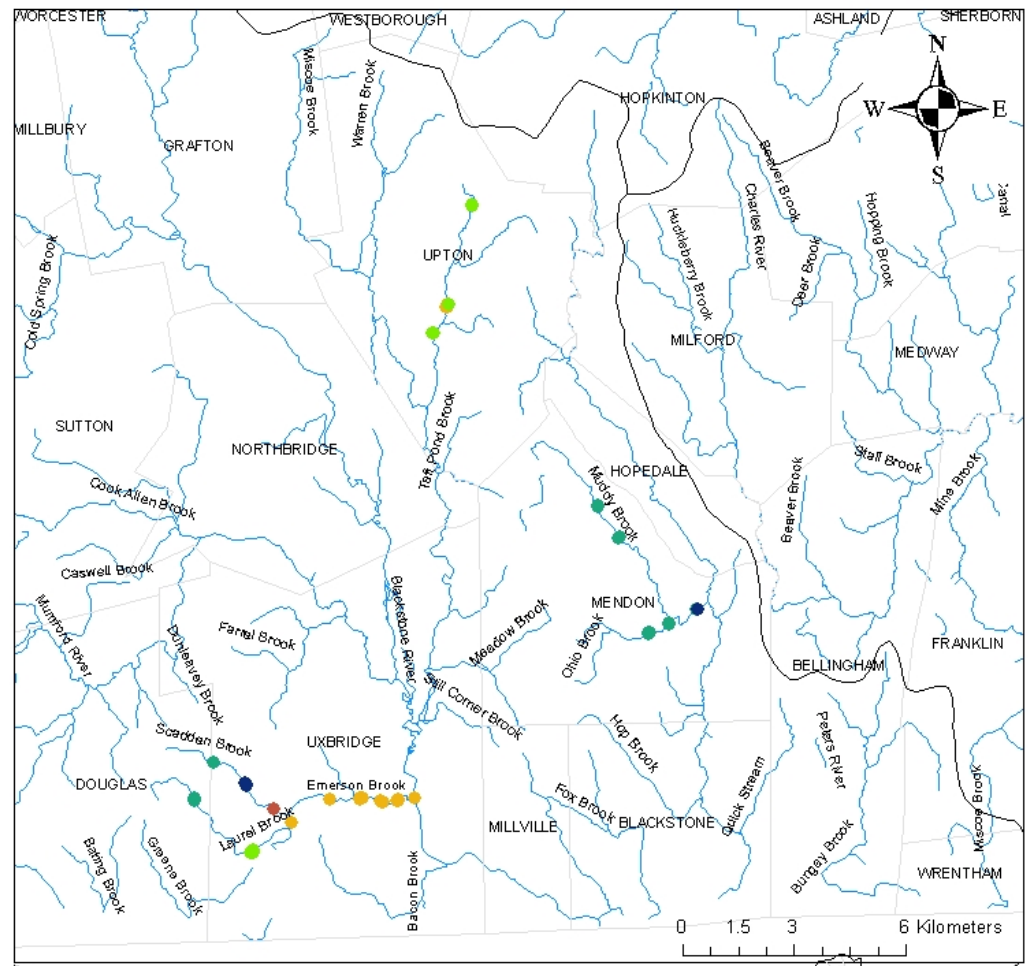 WORCESTER
WESTBOROUGH
ASHLAND
SHERBORN
N
W
E
S
HOPKINTON
MILLBURY
GRAFTON
Miscoe Brook
Warren Brook
Beaver Brook
Charles River
Hopping Brook
Huckleberry Brook
Deer Brook
Cold Spring Brook
UPTON
MILFORD
MEDWAY
SUTTON
NORTHBRIDGE
Taft Pond Brook
HOPEDALE
Muddy Brook
Stall Brook
Mine Brook
Beaver Brook
Cook Allen Brook
Caswell Brook
Mumford River
Dunleavey Brook
Farrel Brook
Blackstone River
Meadow Brook
MENDON
Ohio Brook
BELLINGHAM
FRANKLIN
Still Corner Brook
Scadden Brook
UXBRIDGE
Hop Brook
Peters River
DOUGLAS
Emerson Brook
Laurel Brook
Fox Brook
MILLVILLE
BLACKSTONE
Quick Stream
Miscoe Brook
Bating Brook
Greene Brook
Bacon Brook
Bungay Brook
WRENTHAM
0 1.5 3 6 Kilometers